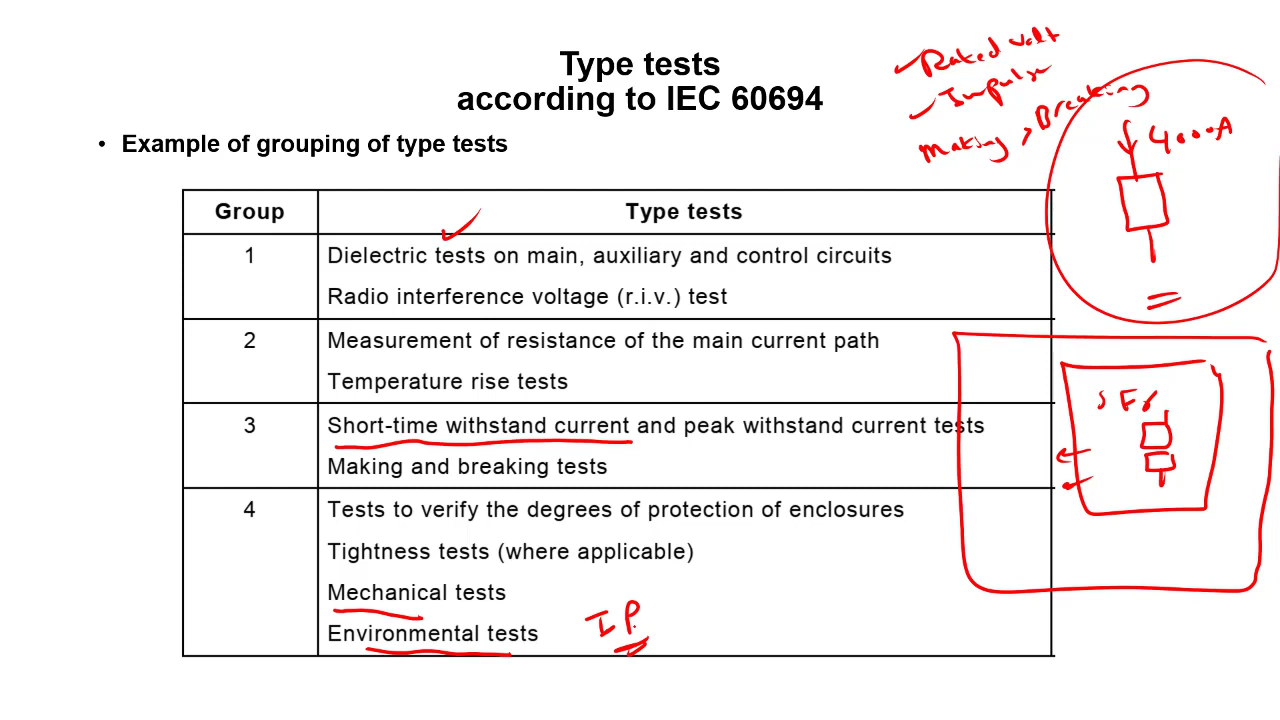 Type tests
according to IEC 60694
Rated volt
Impulse
Making > Breaking
4000A
• Example of grouping of type tests
Group Type tests
1 Dielectric tests on main, auxiliary and control circuits
Radio interference voltage (r.i.v.) test
2 Measurement of resistance of the main current path
Temperature rise tests
3 Short-time withstand current and peak withstand current tests
Making and breaking tests
4 Tests to verify the degrees of protection of enclosures
Tightness tests (where applicable)
Mechanical tests
Environmental tests
SF6
IP